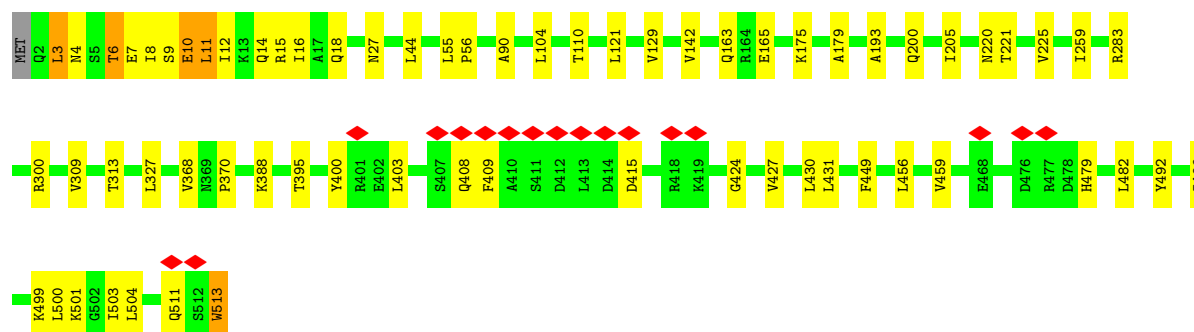 MET Q2 L3 N4 S5 T6 E7 I8 S9 E10 L11 I12 K13 Q14 R15 I16 A17 Q18 N27 L44 L55 P56 A90 L104 T110 L121 V129 V142 Q163 R164 E165 K175 A179 A193 Q200 I205 N220 T221 V225 I259 R283
R300 V309 T313 L327 V368 N369 P370 K388 T395 Y400 R401 E402 L403 S407 Q408 F409 A410 S411 D412 L413 D414 D415 R418 K419 G424 V427 L430 L431 F449 L456 V459 E468 D476 R477 D478 H479 L482 Y492
K499 L500 K501 G502 I503 L504 Q511 S512 W513